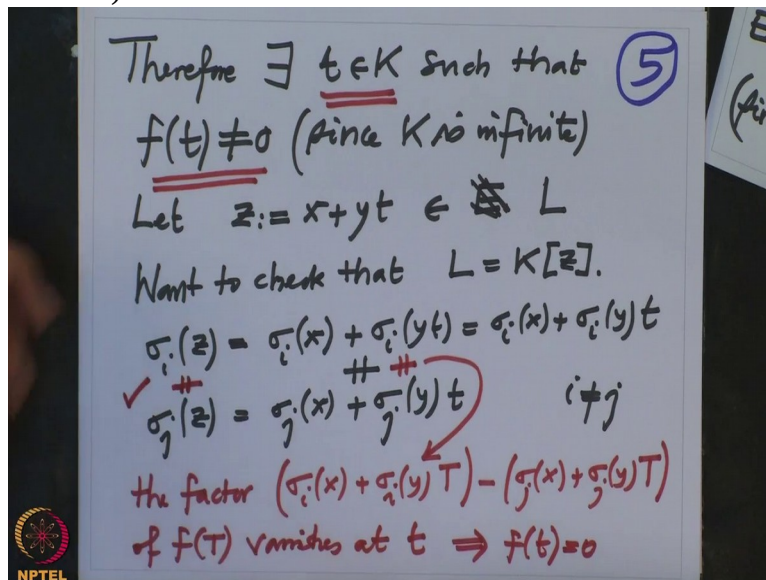 Therefore ∃ t ∈ K such that ⑤
f(t) ≠ 0 (since K is infinite)
Let z := x + yt ∈ L
Want to check that L = K[z].
σᵢ(z) = σᵢ(x) + σᵢ(yt) = σᵢ(x) + σᵢ(y)t
✓ ≠ ≠ ≠
σⱼ(z) = σⱼ(x) + σⱼ(y)t i ≠ j
the factor (σᵢ(x) + σᵢ(y)T) − (σⱼ(x) + σⱼ(y)T)
of f(T) vanishes at t ⇒ f(t) = 0
NPTEL